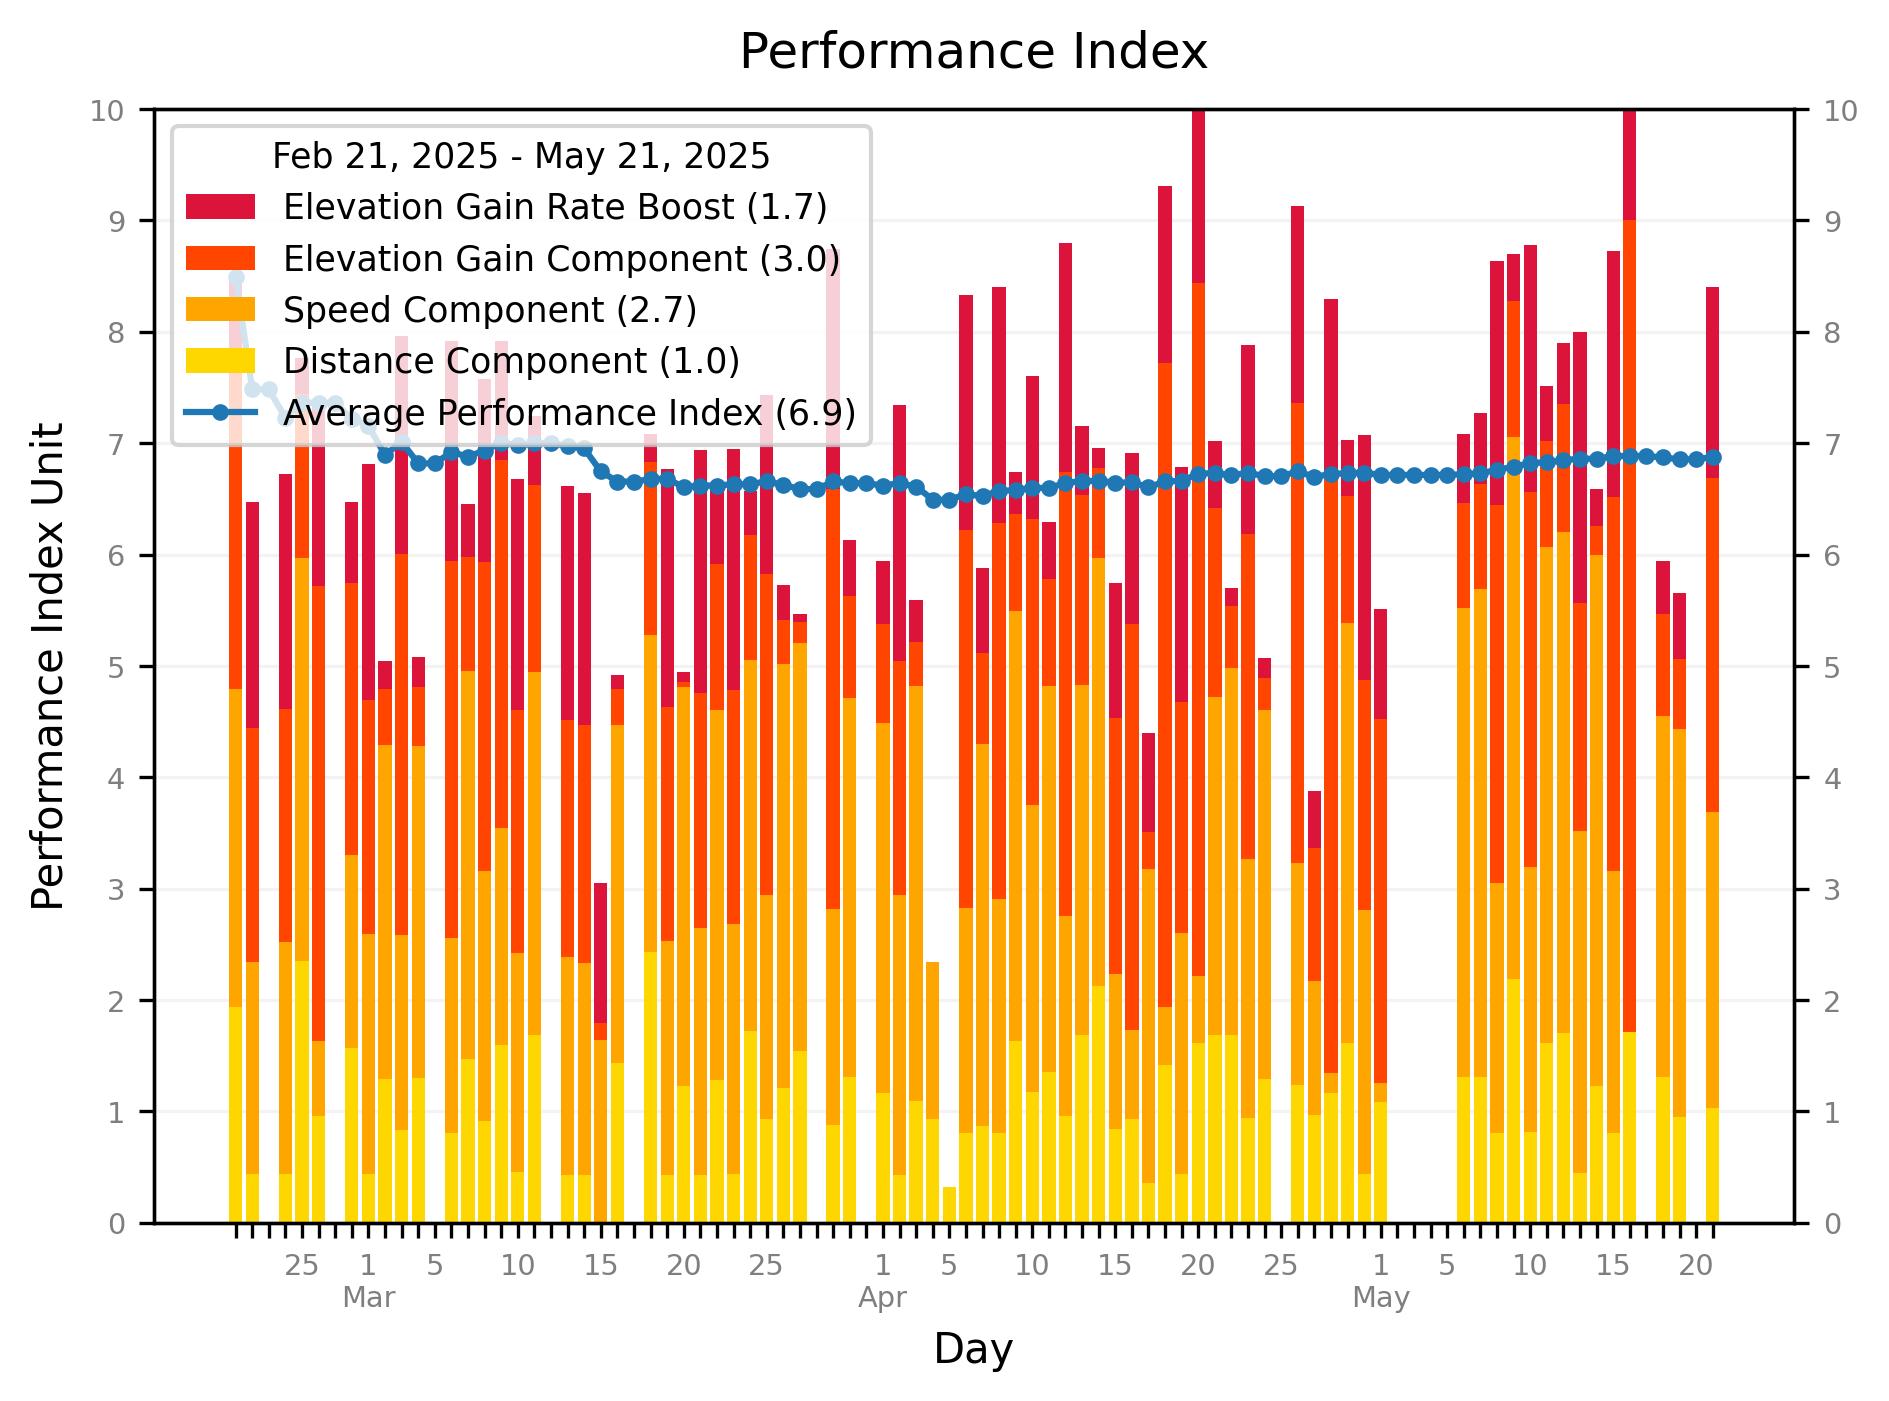 Performance Index
Feb 21, 2025 - May 21, 2025
Elevation Gain Rate Boost (1.7)
Elevation Gain Component (3.0)
Speed Component (2.7)
Distance Component (1.0)
Average Performance Index (6.9)
Performance Index Unit
10
9
8
7
6
5
4
3
2
1
0
10
9
8
7
6
5
4
3
2
1
0
25 1 5 10 15 20 25 1 5 10 15 20 25 1 5 10 15 20
Mar Apr May
Day